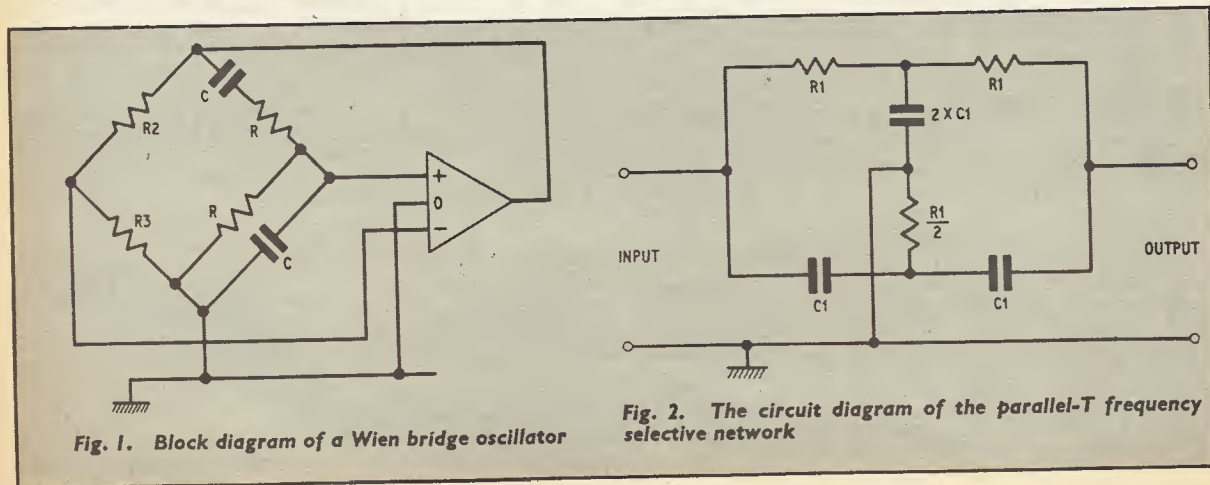 C
R2
R
R3
R
C
+
0
−
Fig. 1. Block diagram of a Wien bridge oscillator
R1
R1
2 X C1
R1
2
INPUT
OUTPUT
C1
C1
Fig. 2. The circuit diagram of the parallel-T frequency
selective network